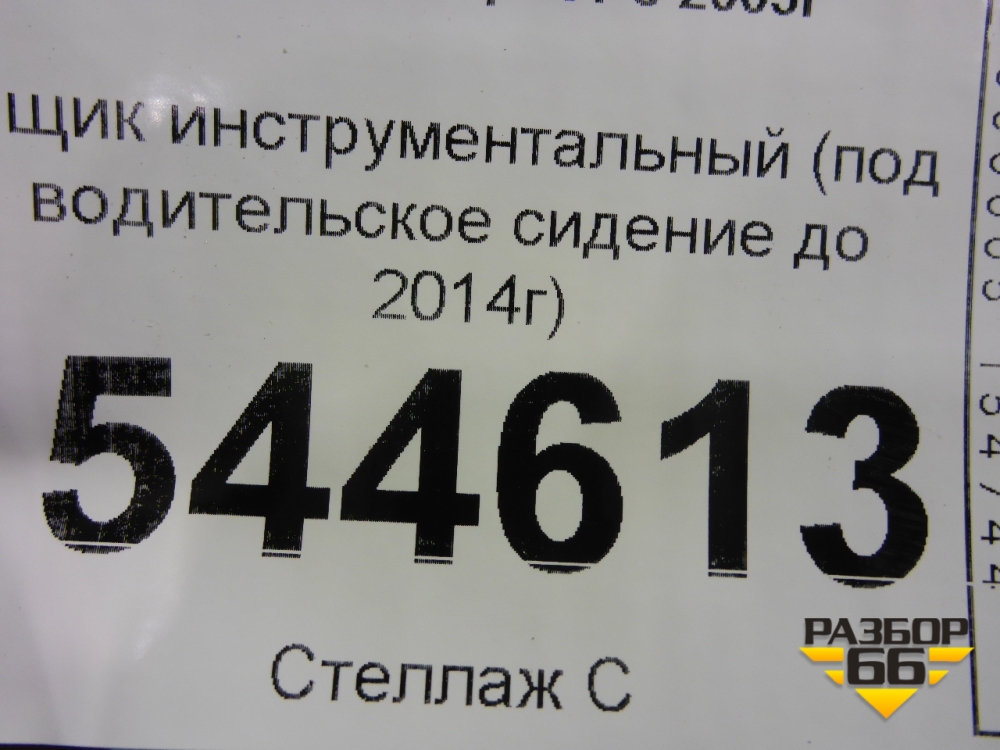 щик инструментальный (под
водительское сидение до
2014г)
544613
Стеллаж С
РАЗБОР
66